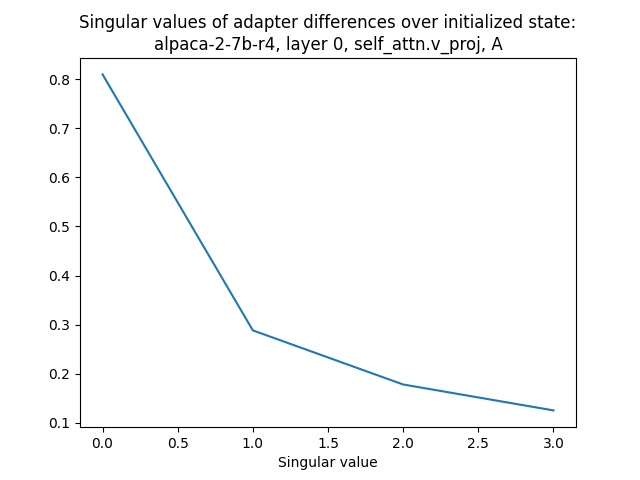 Singular values of adapter differences over initialized state:
alpaca-2-7b-r4, layer 0, self_attn.v_proj, A
0.8
0.7
0.6
0.5
0.4
0.3
0.2
0.1
0.0 0.5 1.0 1.5 2.0 2.5 3.0
Singular value